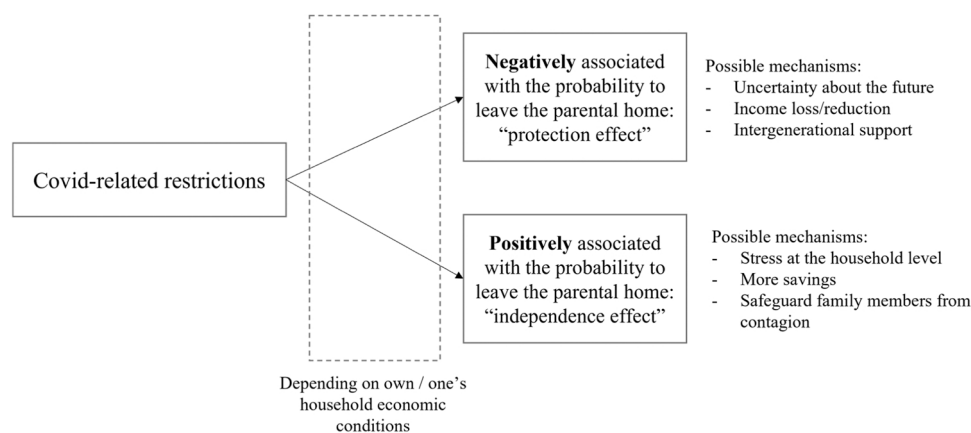 Covid-related restrictions
Negatively associated
with the probability to
leave the parental home:
“protection effect”
Possible mechanisms:
- Uncertainty about the future
- Income loss/reduction
- Intergenerational support
Positively associated
with the probability to
leave the parental home:
“independence effect”
Possible mechanisms:
- Stress at the household level
- More savings
- Safeguard family members from
contagion
Depending on own / one’s
household economic
conditions